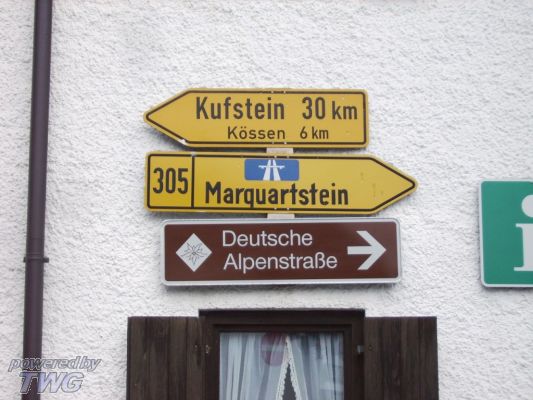 Kufstein 30 km
Kössen 6 km
305
Marquartstein
Deutsche
Alpenstraße
i
powered by
TWG